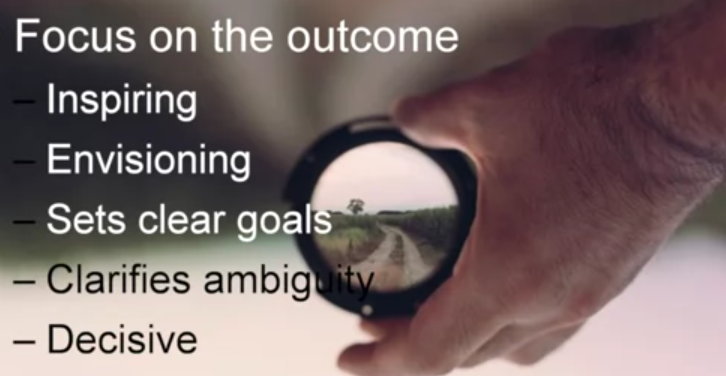 Focus on the outcome
– Inspiring
– Envisioning
– Sets clear goals
– Clarifies ambiguity
– Decisive